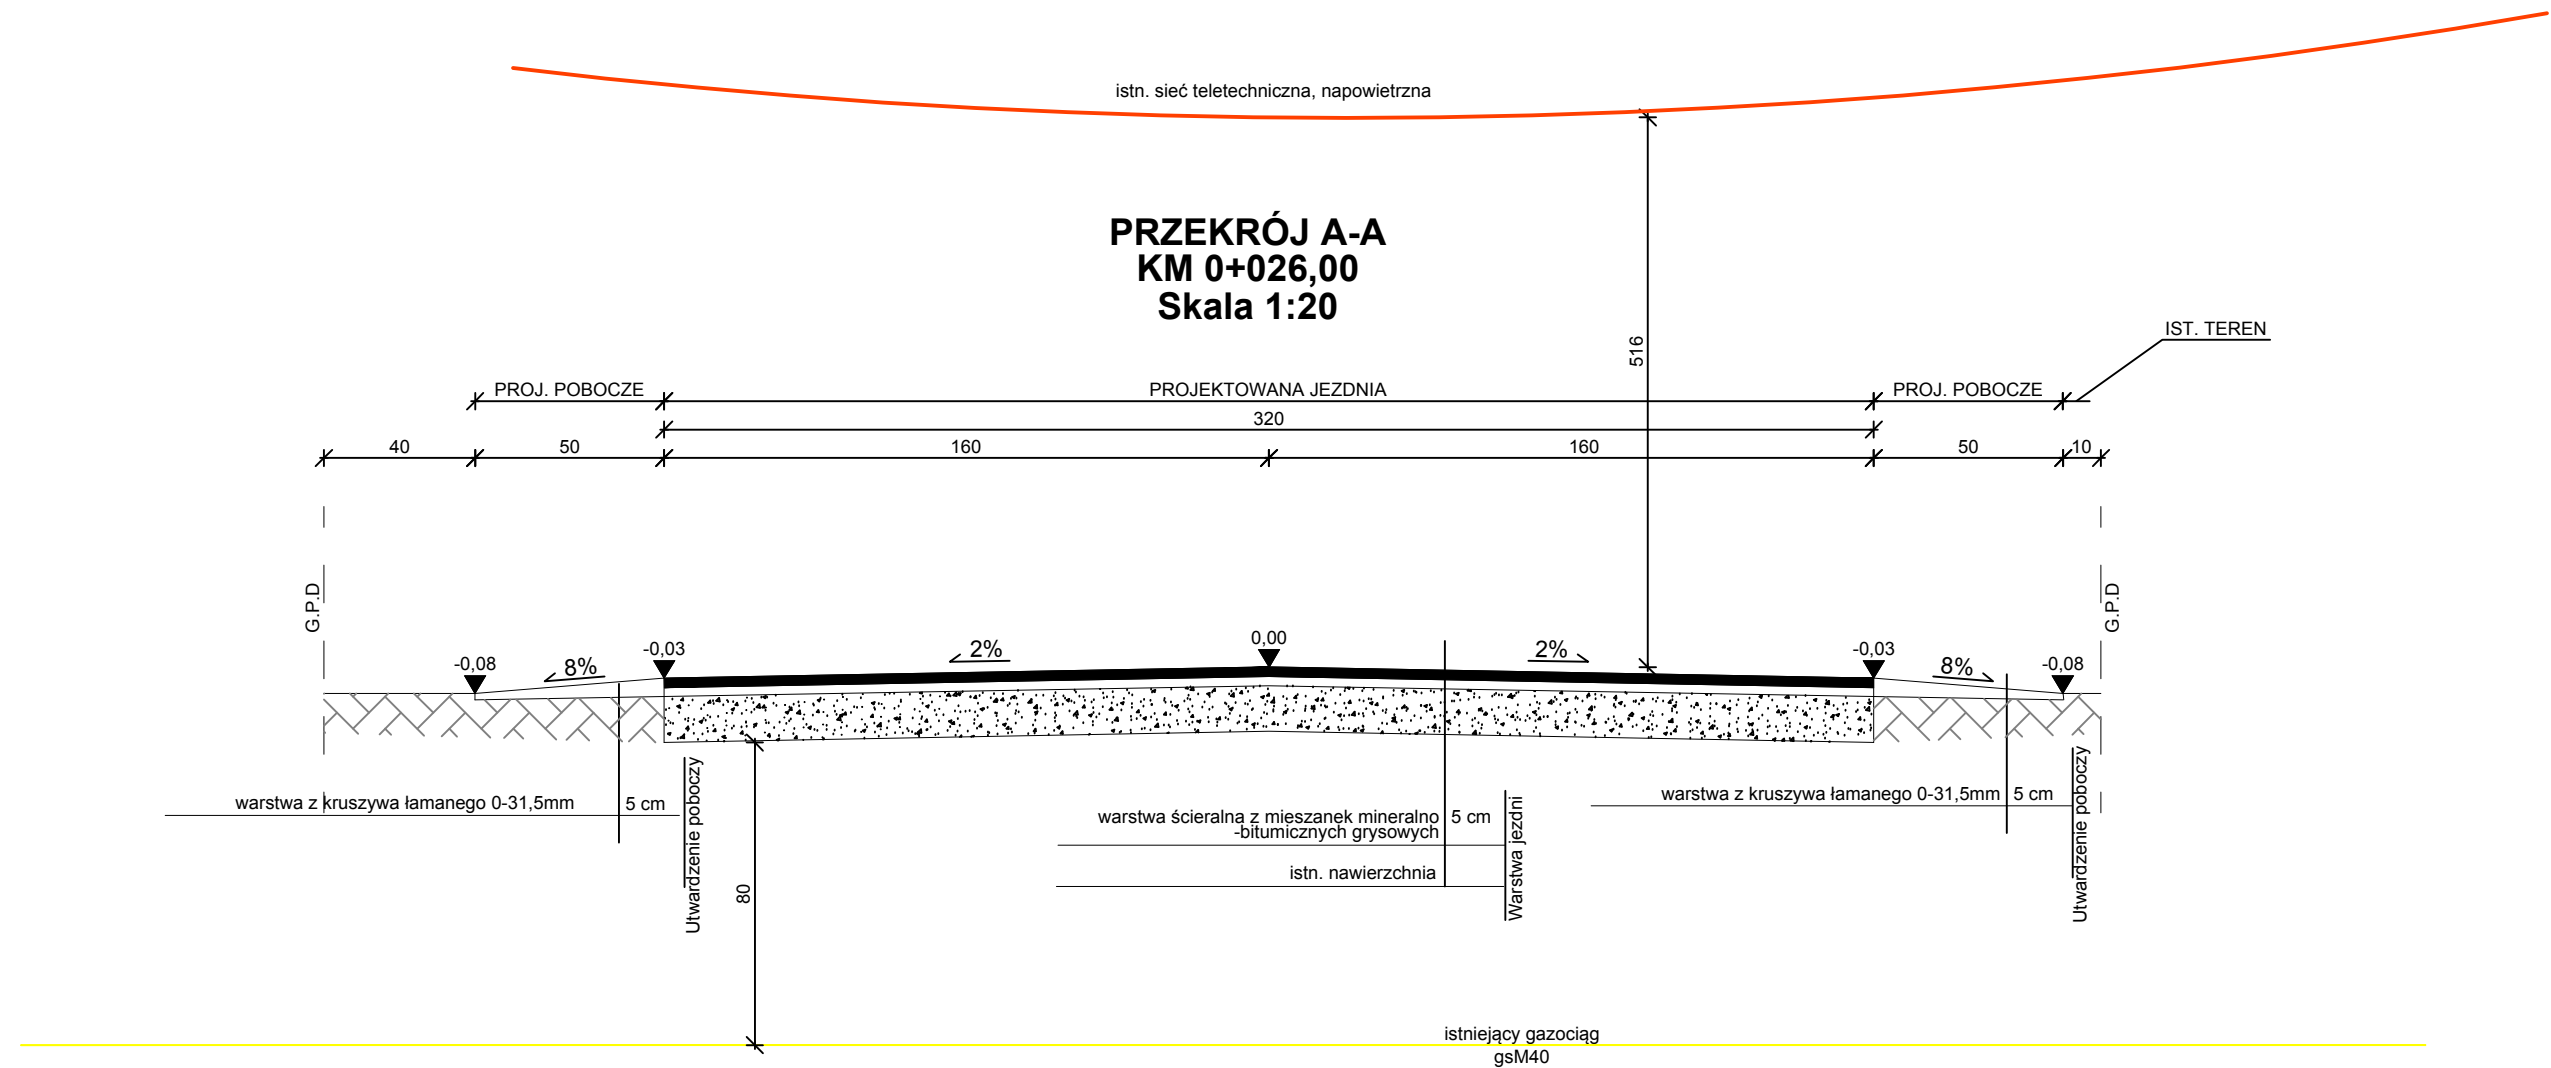 istn. sieć teletechniczna, napowietrzna
PRZEKRÓJ A-A
KM 0+026,00
Skala 1:20
516
IST. TEREN
PROJ. POBOCZE
PROJEKTOWANA JEZDNIA
PROJ. POBOCZE
320
40
50
160
160
50
10
G.P.D
G.P.D
-0,08
8%
-0,03
2%
0,00
2%
-0,03
8%
-0,08
warstwa z kruszywa łamanego 0-31,5mm
5 cm
Utwardzenie poboczy
80
warstwa ścieralna z mieszanek mineralno
-bitumicznych grysowych
5 cm
istn. nawierzchnia
Warstwa jezdni
warstwa z kruszywa łamanego 0-31,5mm
5 cm
Utwardzenie poboczy
istniejący gazociąg
gsM40